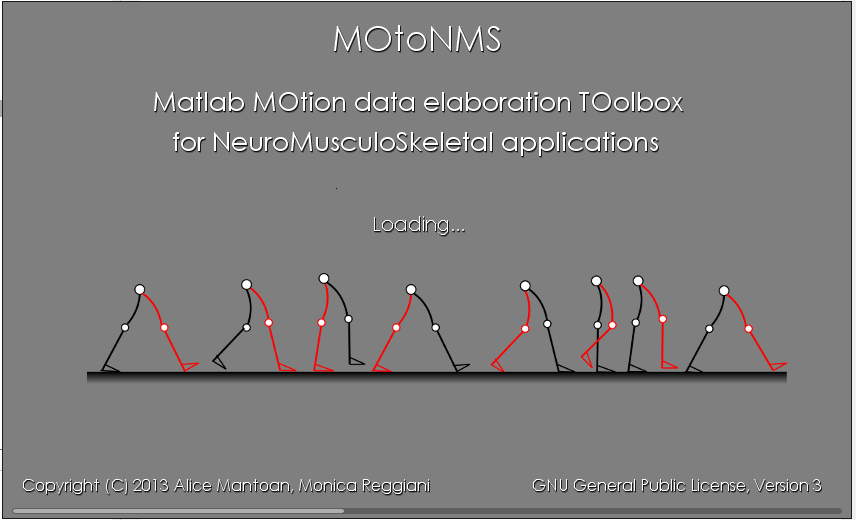 MOtoNMS
Matlab MOtion data elaboration TOolbox
for NeuroMusculoSkeletal applications
Loading...
Copyright (C) 2013 Alice Mantoan, Monica Reggiani
GNU General Public License, Version 3